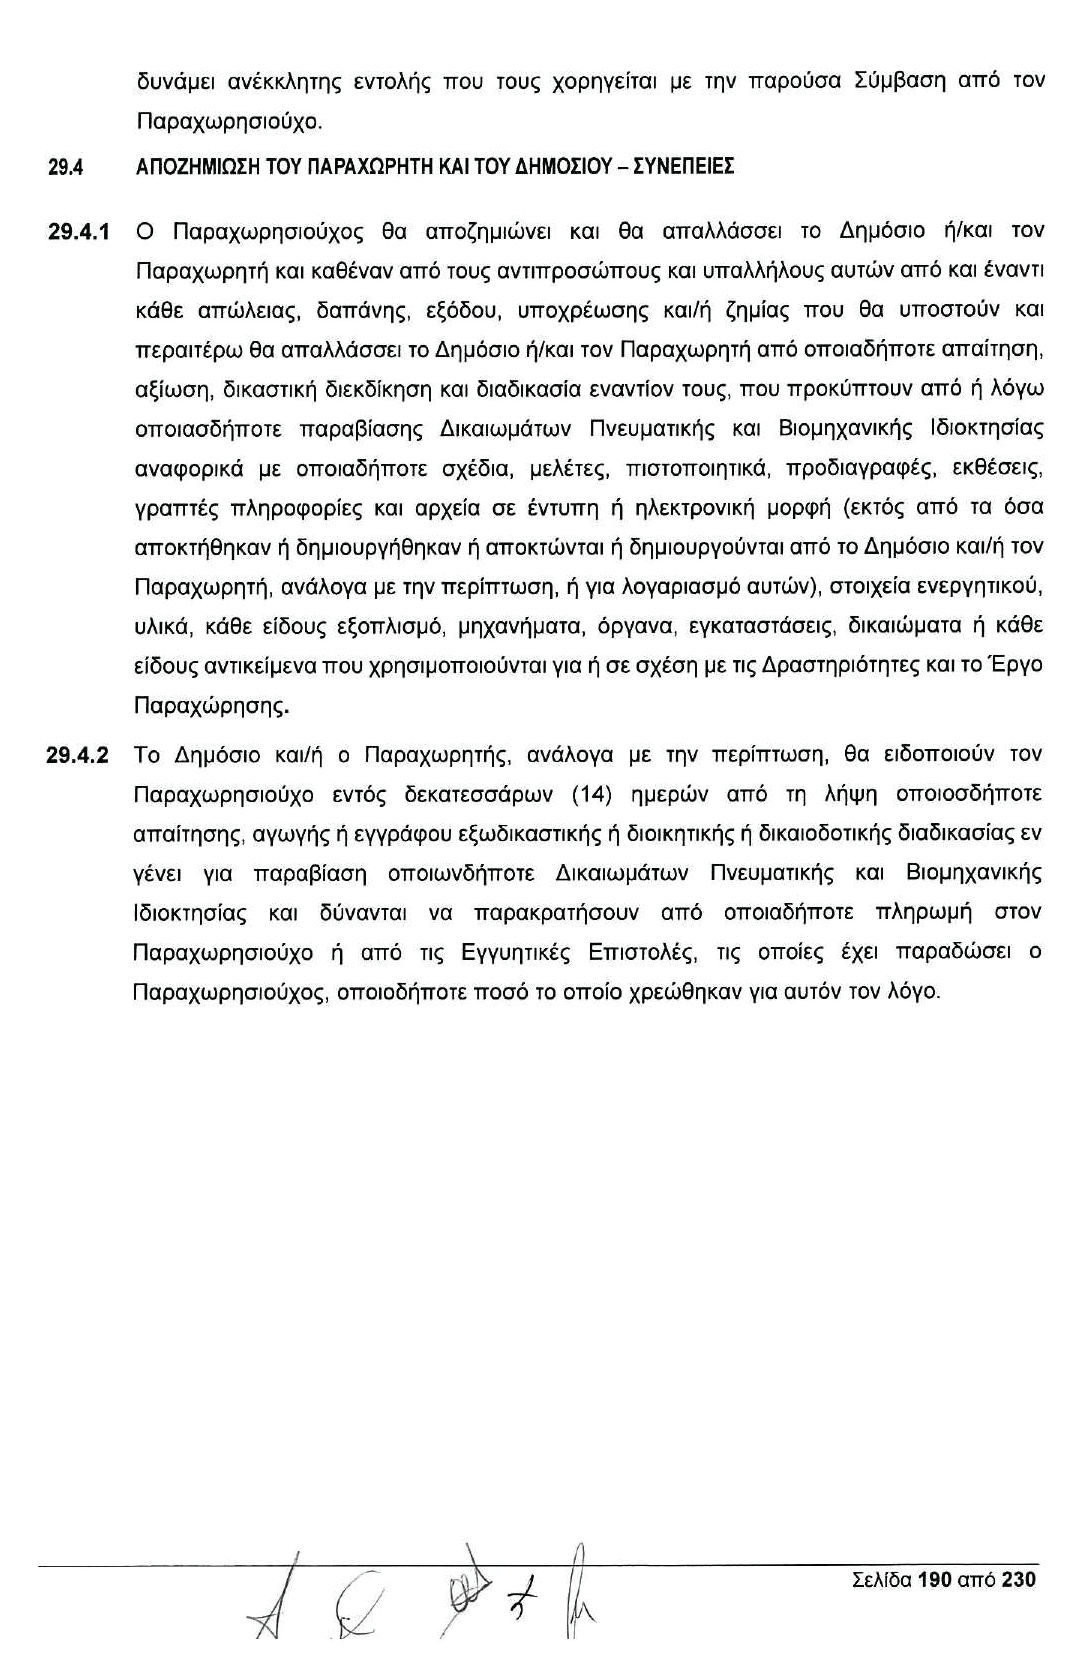 δυνάμει ανέκκλητης εντολής που τους χορηγείται με την παρούσα Σύμβαση από τον
Παραχωρησιούχο.
29.4 ΑΠΟΖΗΜΙΩΣΗ ΤΟΥ ΠΑΡΑΧΩΡΗΤΗ ΚΑΙ ΤΟΥ ΔΗΜΟΣΙΟΥ – ΣΥΝΕΠΕΙΕΣ
29.4.1 Ο Παραχωρησιούχος θα αποζημιώνει και θα απαλλάσσει το Δημόσιο ή/και τον
Παραχωρητή και καθέναν από τους αντιπροσώπους και υπαλλήλους αυτών από και έναντι
κάθε απώλειας, δαπάνης, εξόδου, υποχρέωσης και/ή ζημίας που θα υποστούν και
περαιτέρω θα απαλλάσσει το Δημόσιο ή/και τον Παραχωρητή από οποιαδήποτε απαίτηση,
αξίωση, δικαστική διεκδίκηση και διαδικασία εναντίον τους, που προκύπτουν από ή λόγω
οποιασδήποτε παραβίασης Δικαιωμάτων Πνευματικής και Βιομηχανικής Ιδιοκτησίας
αναφορικά με οποιαδήποτε σχέδια, μελέτες, πιστοποιητικά, προδιαγραφές, εκθέσεις,
γραπτές πληροφορίες και αρχεία σε έντυπη ή ηλεκτρονική μορφή (εκτός από τα όσα
αποκτήθηκαν ή δημιουργήθηκαν ή αποκτώνται ή δημιουργούνται από το Δημόσιο και/ή τον
Παραχωρητή, ανάλογα με την περίπτωση, ή για λογαριασμό αυτών), στοιχεία ενεργητικού,
υλικά, κάθε είδους εξοπλισμό, μηχανήματα, όργανα, εγκαταστάσεις, δικαιώματα ή κάθε
είδους αντικείμενα που χρησιμοποιούνται για ή σε σχέση με τις Δραστηριότητες και το Έργο
Παραχώρησης.
29.4.2 Το Δημόσιο και/ή ο Παραχωρητής, ανάλογα με την περίπτωση, θα ειδοποιούν τον
Παραχωρησιούχο εντός δεκατεσσάρων (14) ημερών από τη λήψη οποιοσδήποτε
απαίτησης, αγωγής ή εγγράφου εξωδικαστικής ή διοικητικής ή δικαιοδοτικής διαδικασίας εν
γένει για παραβίαση οποιωνδήποτε Δικαιωμάτων Πνευματικής και Βιομηχανικής
Ιδιοκτησίας και δύνανται να παρακρατήσουν από οποιαδήποτε πληρωμή στον
Παραχωρησιούχο ή από τις Εγγυητικές Επιστολές, τις οποίες έχει παραδώσει ο
Παραχωρησιούχος, οποιοδήποτε ποσό το οποίο χρεώθηκαν για αυτόν τον λόγο.
Σελίδα 190 από 230